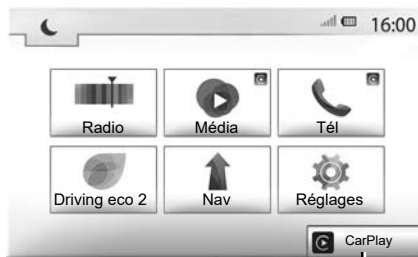 16:00
Radio
Média
Tél
Driving eco 2
Nav
Réglages
CarPlay